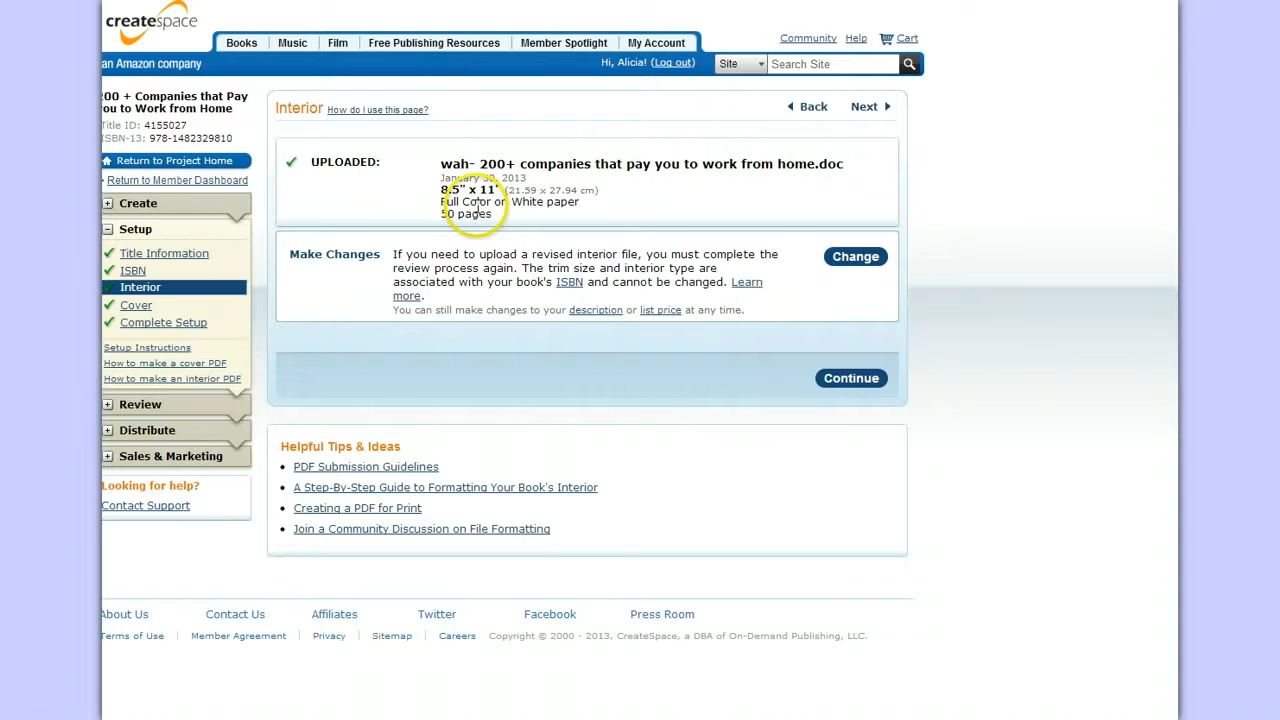 createspace
Books Music Film Free Publishing Resources Member Spotlight My Account
Community Help Cart
an Amazon company
Hi, Alicia! (Log out)
Site
Search Site
200 + Companies that Pay
You to Work from Home
Title ID: 4155027
ISBN-13: 978-1482329810
Return to Project Home
Return to Member Dashboard
Create
Setup
Title Information
ISBN
Interior
Cover
Complete Setup
Setup Instructions
How to make a cover PDF
How to make an interior PDF
Review
Distribute
Sales & Marketing
Looking for help?
Contact Support
Interior How do I use this page?
Back Next
UPLOADED:
wah- 200+ companies that pay you to work from home.doc
January 30, 2013
8.5" x 11" (21.59 x 27.94 cm)
Full Color on White paper
50 pages
Make Changes
If you need to upload a revised interior file, you must complete the
review process again. The trim size and interior type are
associated with your book's ISBN and cannot be changed. Learn
more.
You can still make changes to your description or list price at any time.
Change
Continue
Helpful Tips & Ideas
PDF Submission Guidelines
A Step-By-Step Guide to Formatting Your Book's Interior
Creating a PDF for Print
Join a Community Discussion on File Formatting
About Us Contact Us Affiliates Twitter Facebook Press Room
Terms of Use Member Agreement Privacy Sitemap Careers Copyright © 2000 - 2013, CreateSpace, a DBA of On-Demand Publishing, LLC.